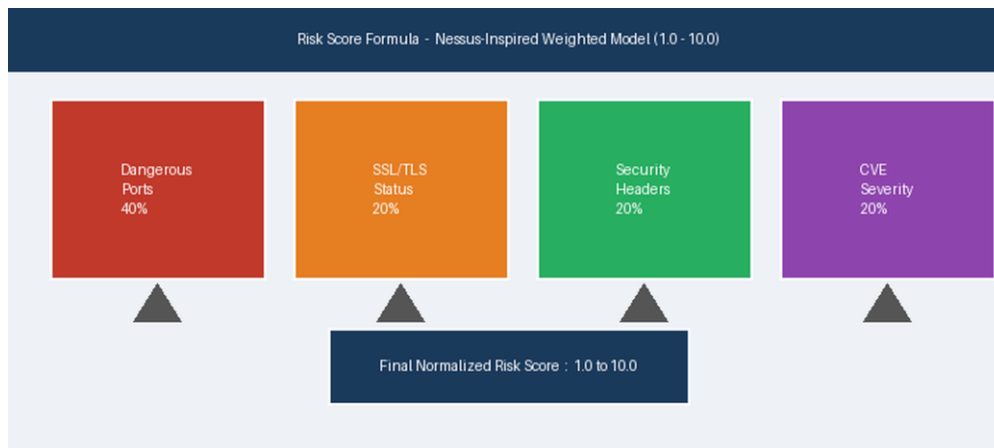 Risk Score Formula - Nessus-Inspired Weighted Model (1.0 - 10.0)
Dangerous
Ports
40%
SSL/TLS
Status
20%
Security
Headers
20%
CVE
Severity
20%
Final Normalized Risk Score : 1.0 to 10.0